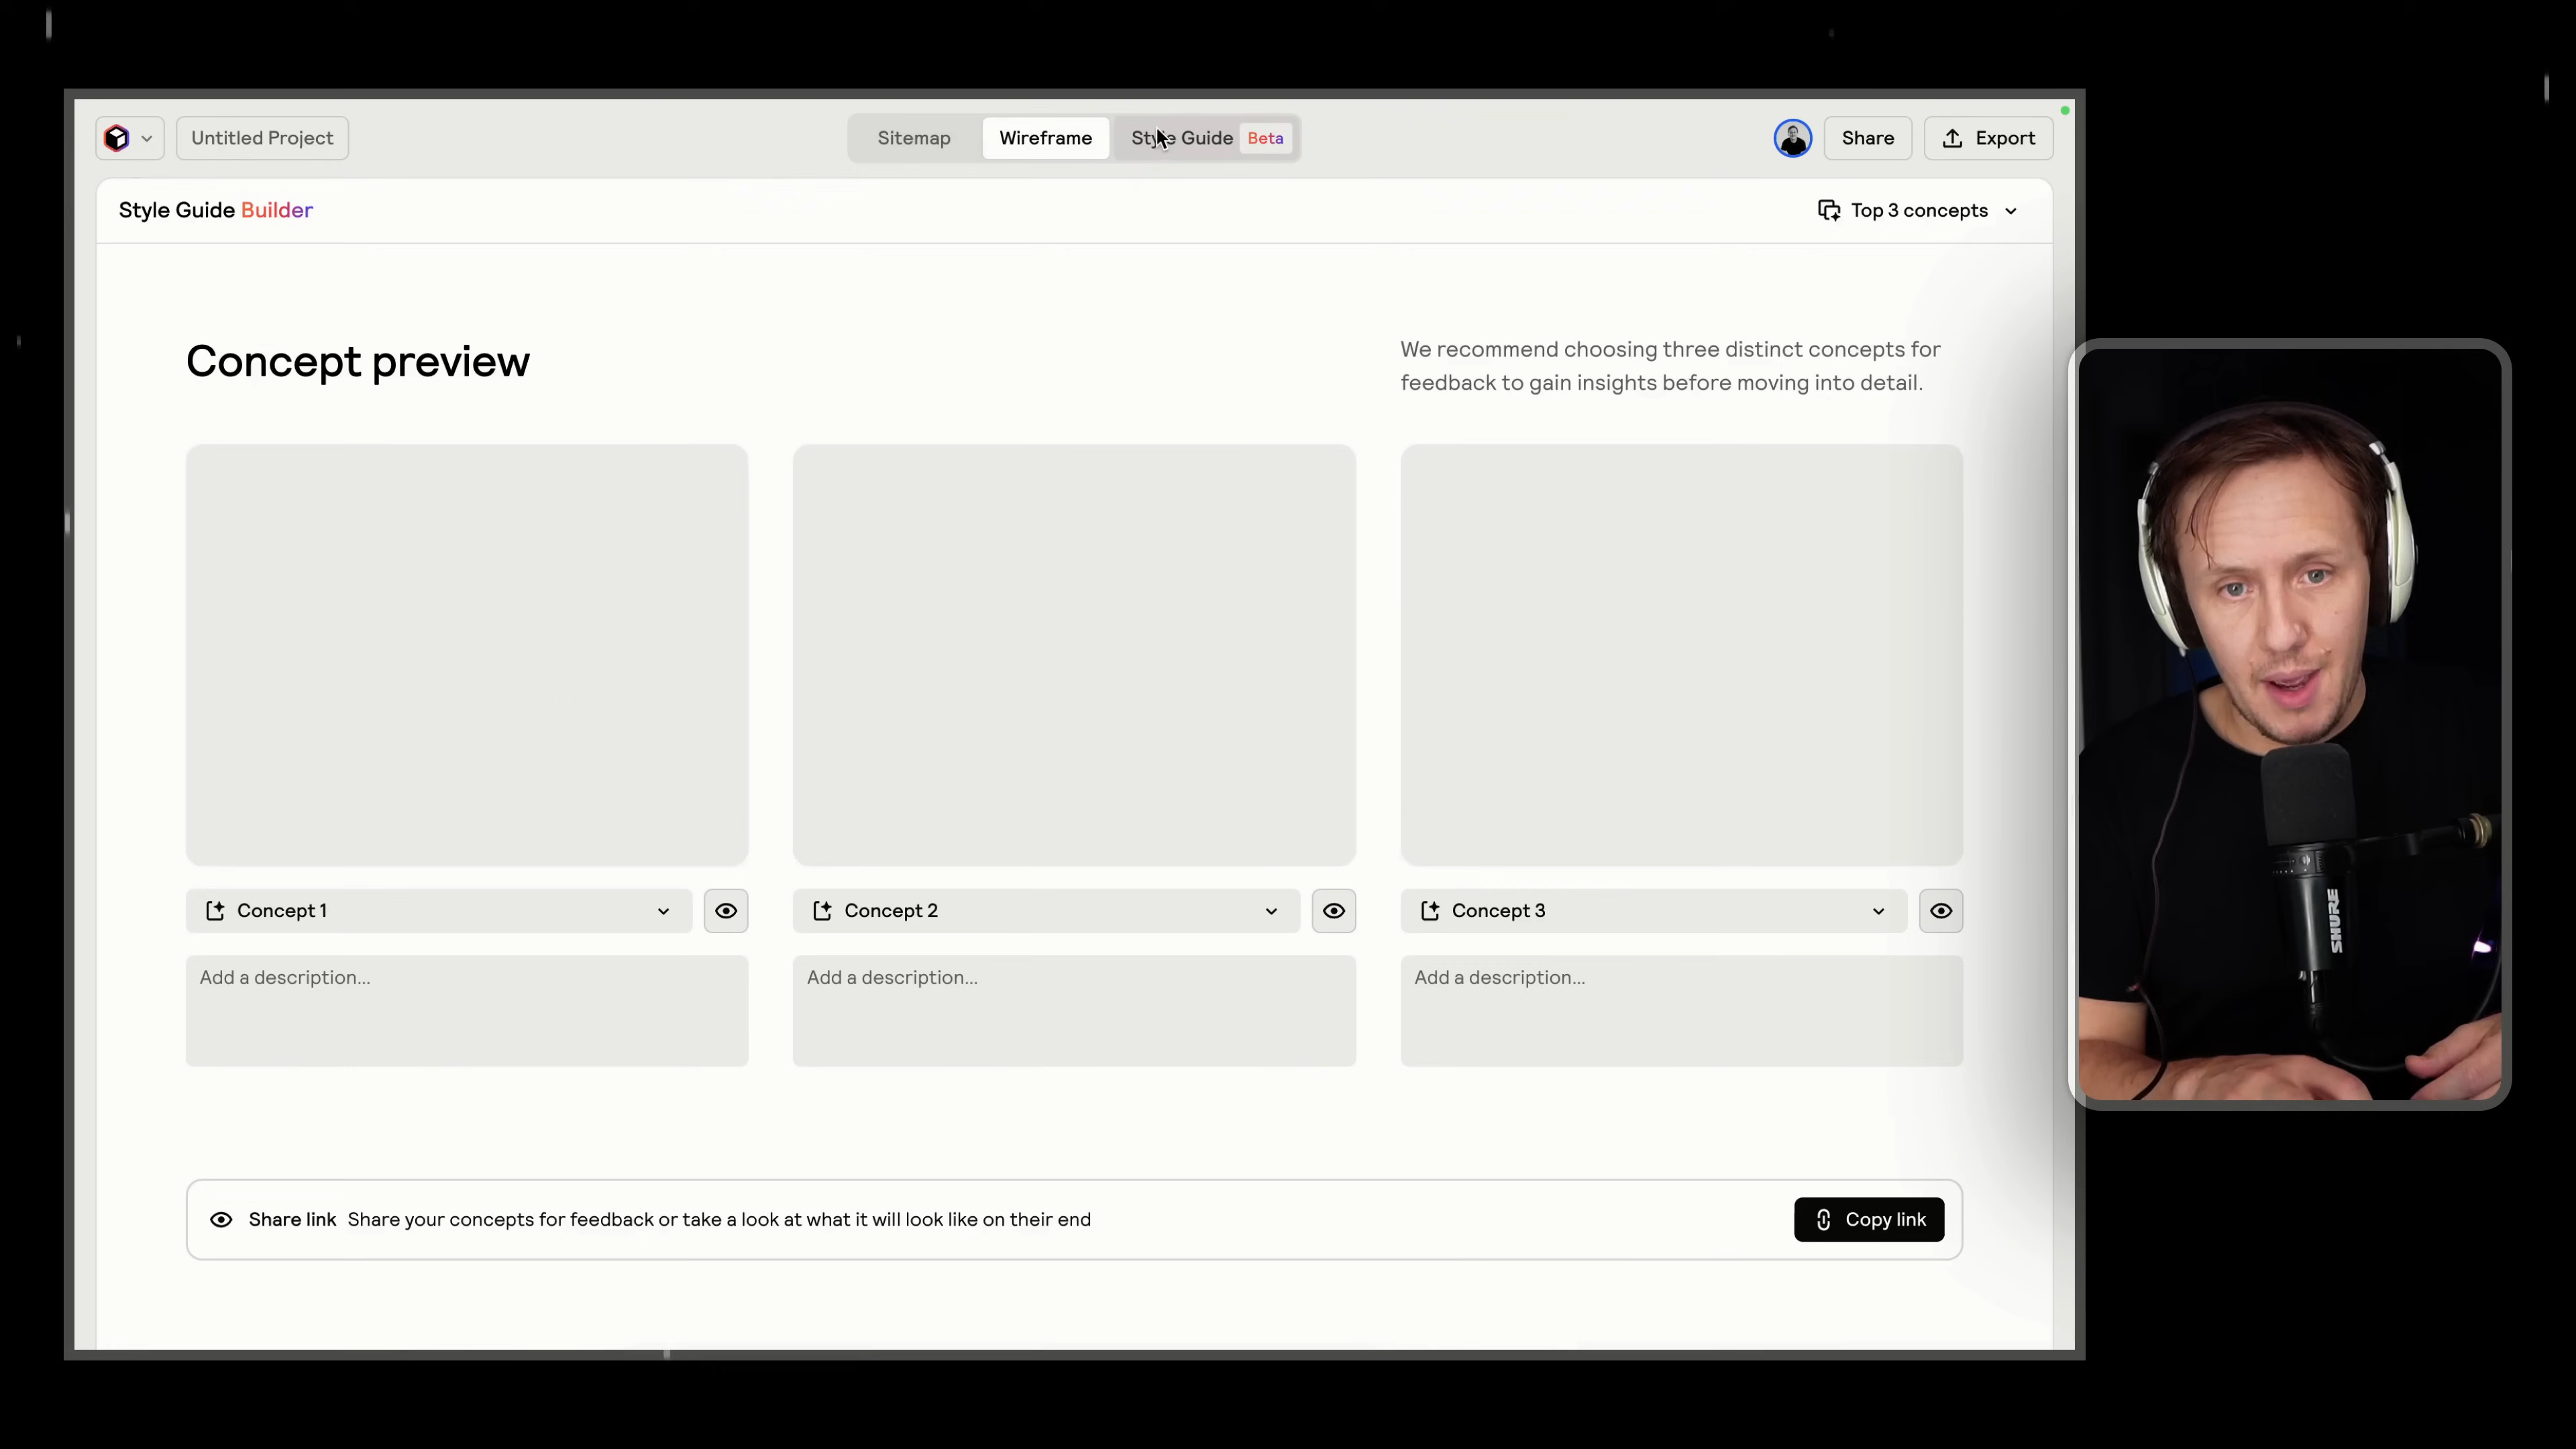 Untitled Project
Sitemap
Wireframe
Style Guide
Beta
Share
Export
Style Guide Builder
Top 3 concepts
Concept preview
We recommend choosing three distinct concepts for
feedback to gain insights before moving into detail.
Concept 1
Concept 2
Concept 3
Add a description...
Add a description...
Add a description...
Share link Share your concepts for feedback or take a look at what it will look like on their end
Copy link
SHURE